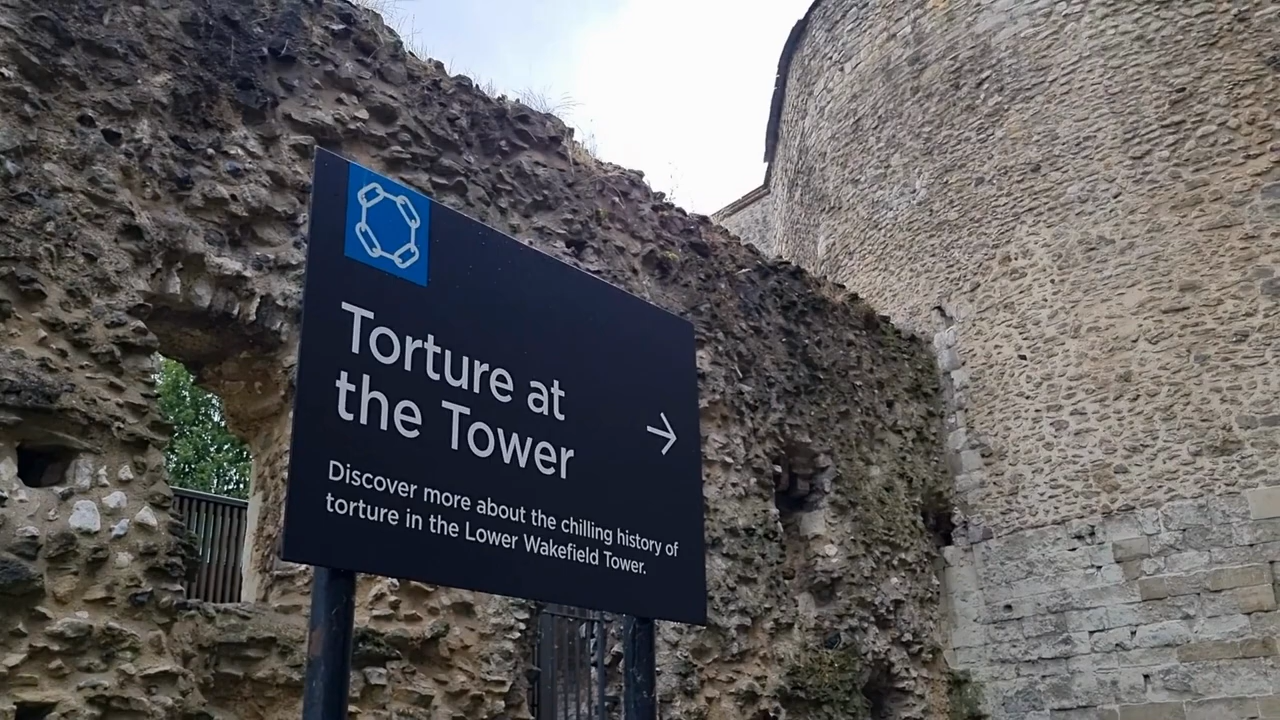 Torture at
the Tower
Discover more about the chilling history of
torture in the Lower Wakefield Tower.